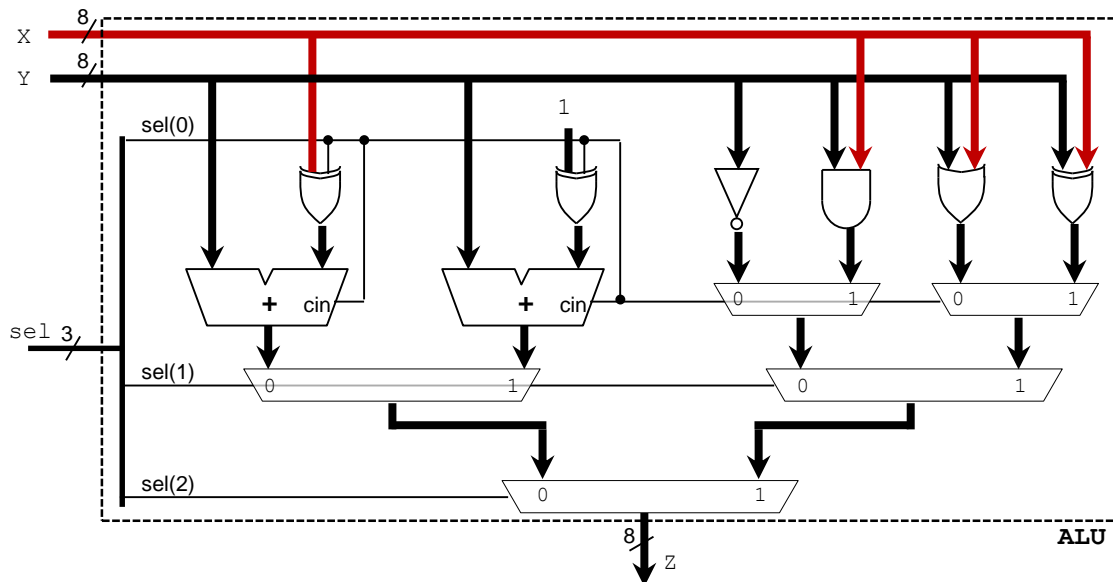 8
X
8
Y
1
sel(0)
+ cin
+ cin
0 1
0 1
sel 3
sel(1)
0 1
0 1
sel(2)
0 1
8
Z
ALU